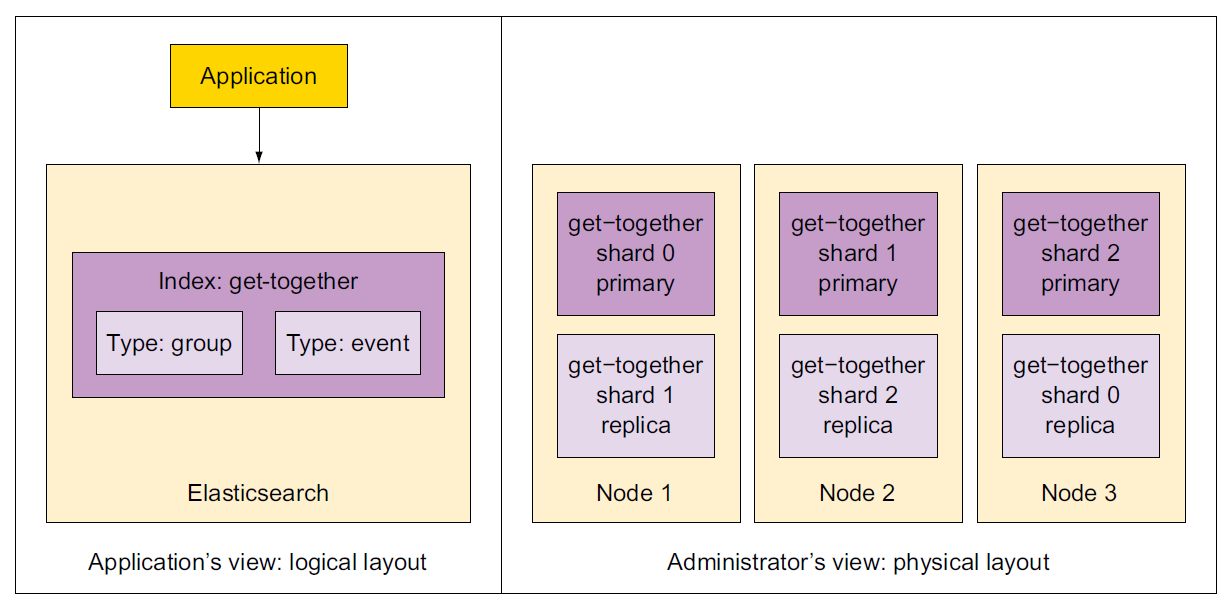 Application
Index: get-together
Type: group
Type: event
Elasticsearch
Application’s view: logical layout
get−together
shard 0
primary
get−together
shard 1
replica
Node 1
get−together
shard 1
primary
get−together
shard 2
replica
Node 2
get−together
shard 2
primary
get−together
shard 0
replica
Node 3
Administrator’s view: physical layout